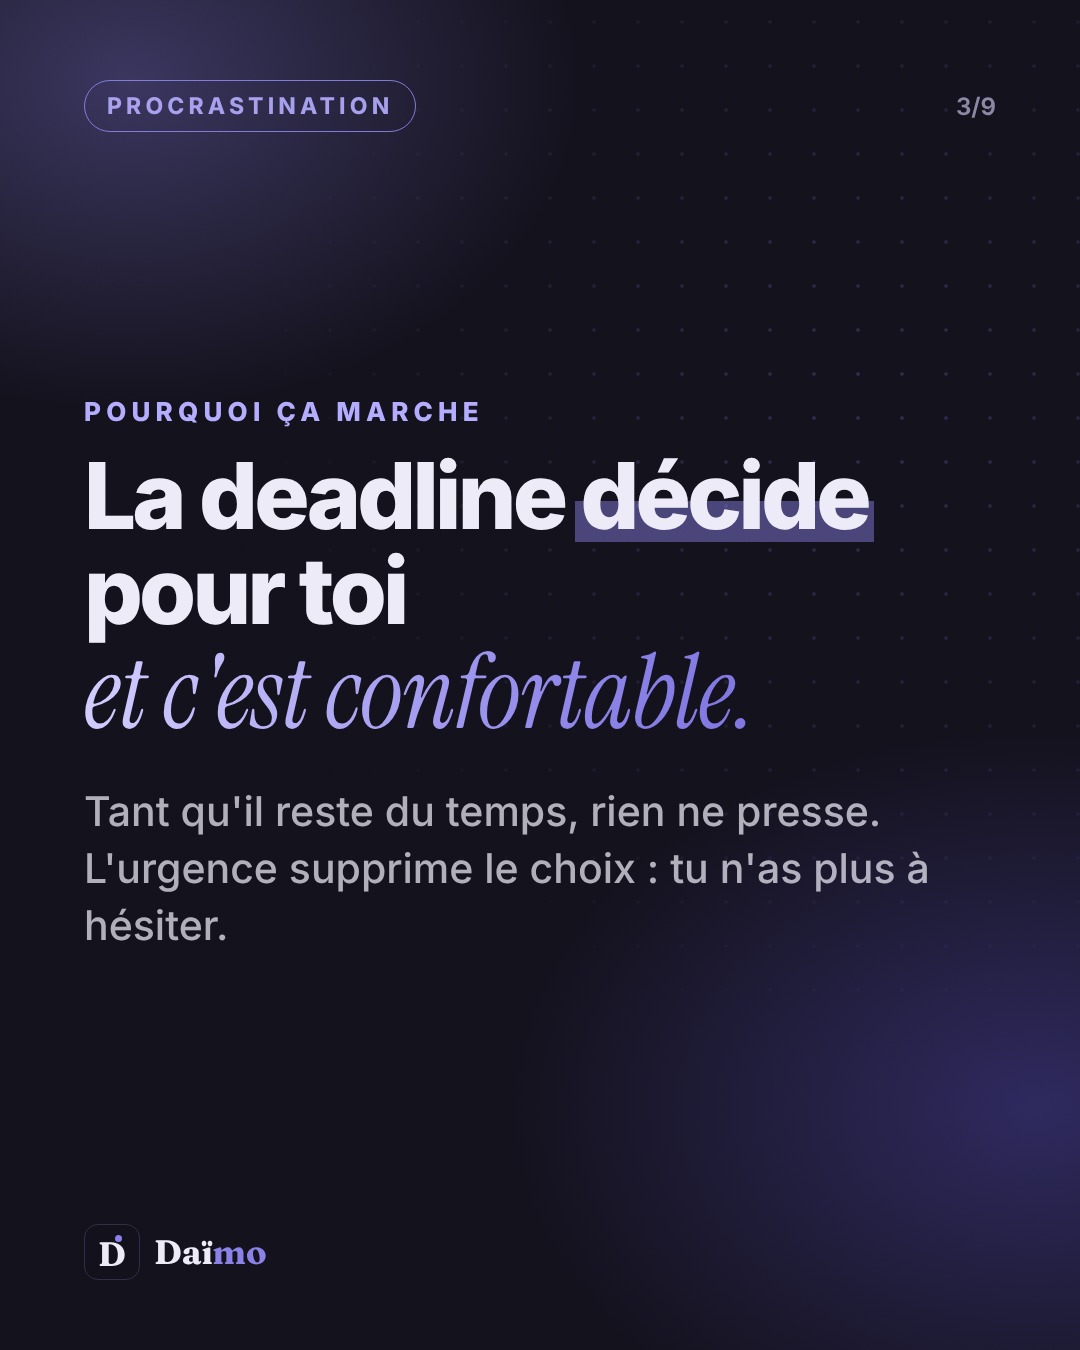 PROCRASTINATION
3/9
POURQUOI ÇA MARCHE
La deadline décide
pour toi
et c'est confortable.
Tant qu'il reste du temps, rien ne presse.
L'urgence supprime le choix : tu n'as plus à
hésiter.
D Daïmo